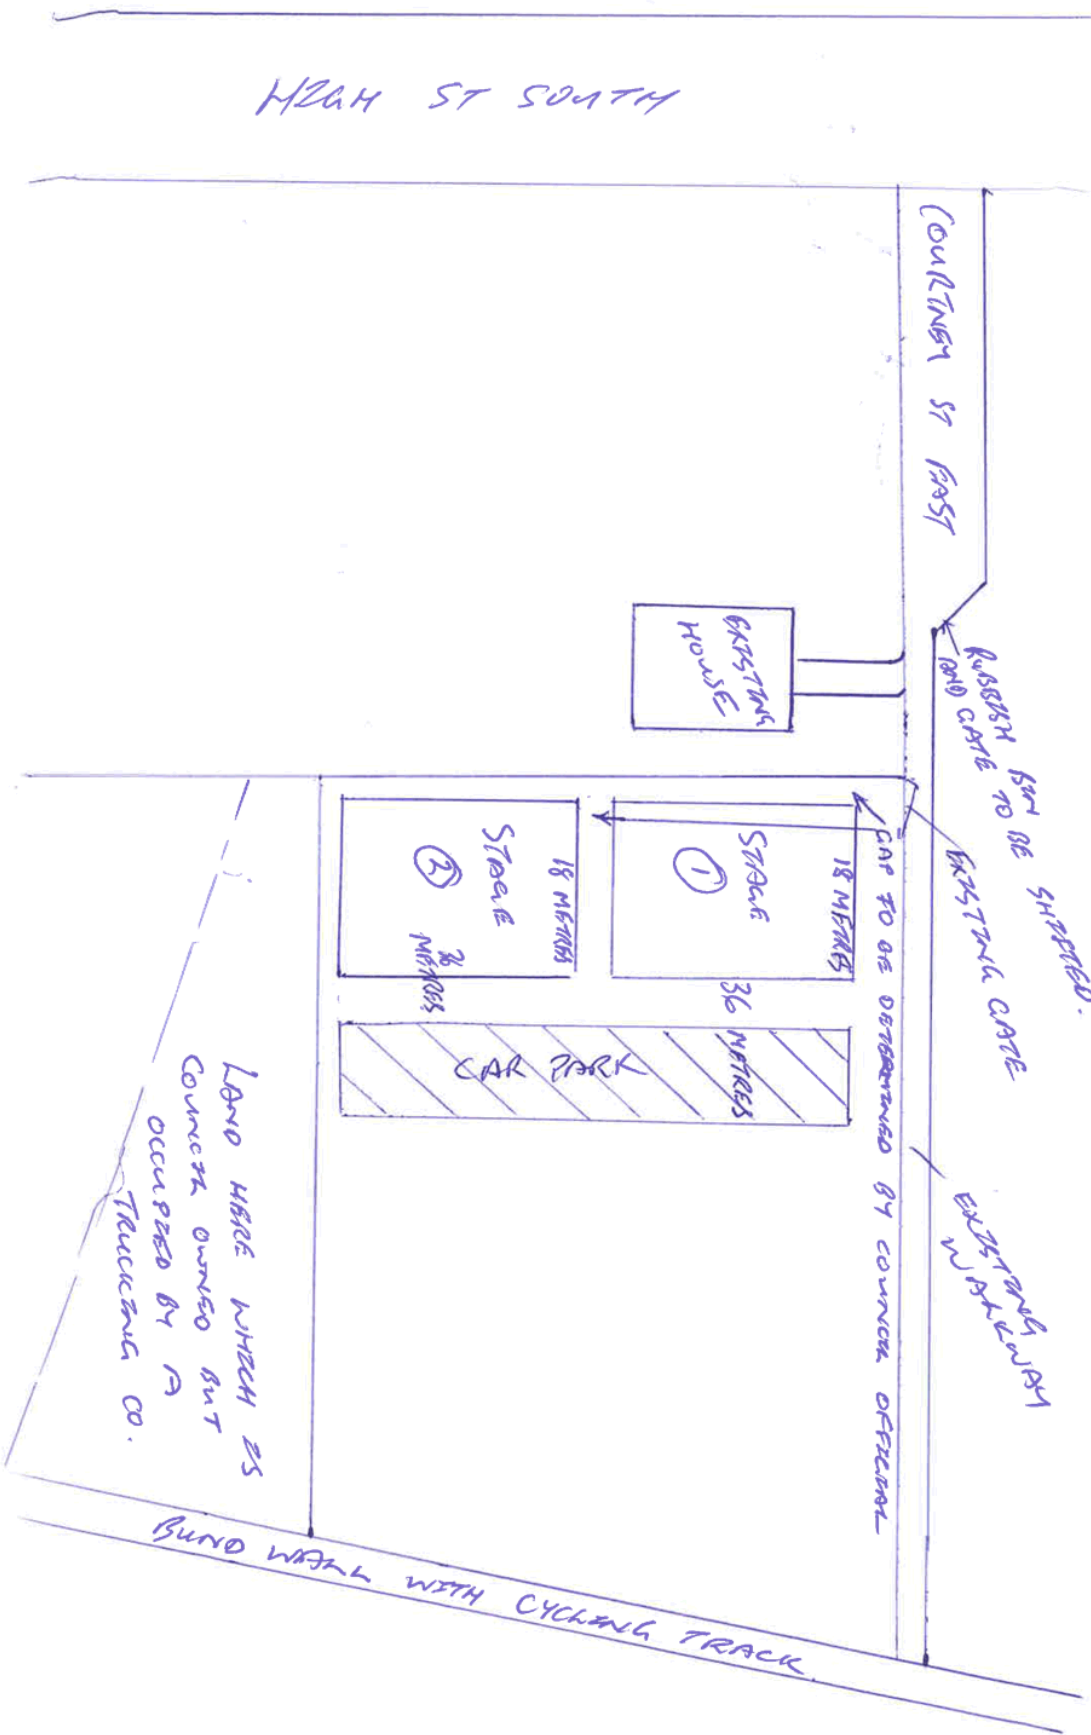 HIGH ST SOUTH
COURTNEY ST EAST
RUBBISH BIN
AND GATE TO BE SHIFTED.
EXISTING
HOUSE
EXISTING GATE
GAP TO BE DETERMINED BY COUNCIL OFFICIAL
18 METRES
STAGE
1
36 METRES
18 METRES
STAGE
2
36
METRES
CAR PARK
EXISTING
WALKWAY
LAND HERE WHICH IS
COUNCIL OWNED BUT
OCCUPIED BY A
TRUCKING CO.
BUND WALL WITH CYCLING TRACK